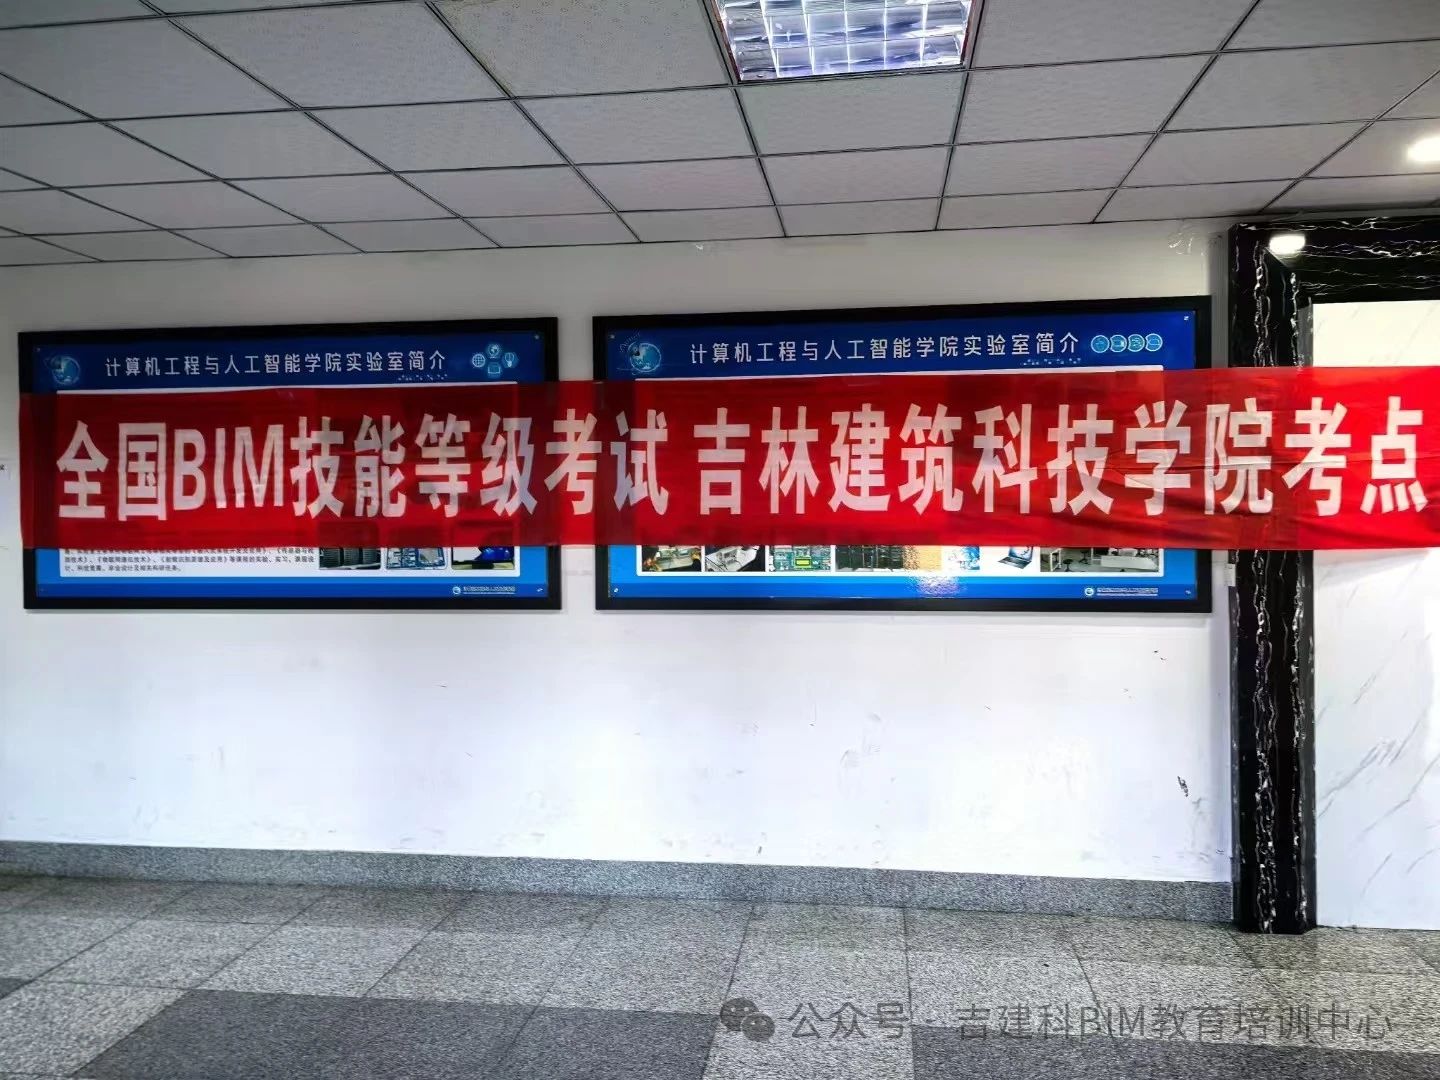 计算机工程与人工智能学院实验室简介
计算机工程与人工智能学院实验室简介
全国BIM技能等级考试 吉林建筑科技学院考点
公众号·吉建科BIM教育培训中心